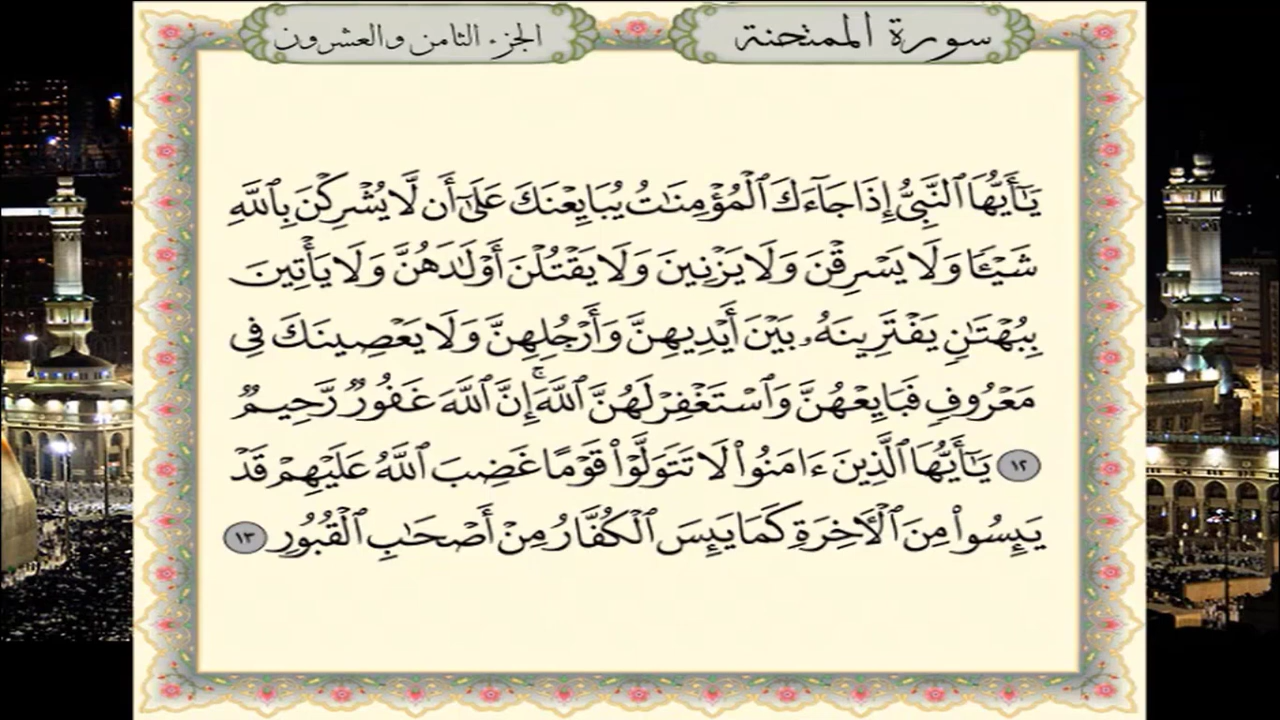 سورة الممتحنة
الجزء الثامن والعشرون
يَـٰٓأَيُّهَا ٱلنَّبِىُّ إِذَا جَآءَكَ ٱلْمُؤْمِنَـٰتُ يُبَايِعْنَكَ عَلَىٰٓ أَن لَّا يُشْرِكْنَ بِٱللَّهِ
شَيْـًٔا وَلَا يَسْرِقْنَ وَلَا يَزْنِينَ وَلَا يَقْتُلْنَ أَوْلَـٰدَهُنَّ وَلَا يَأْتِينَ
بِبُهْتَـٰنٍ يَفْتَرِينَهُۥ بَيْنَ أَيْدِيهِنَّ وَأَرْجُلِهِنَّ وَلَا يَعْصِينَكَ فِى
مَعْرُوفٍ فَبَايِعْهُنَّ وَٱسْتَغْفِرْ لَهُنَّ ٱللَّهَ ۚ إِنَّ ٱللَّهَ غَفُورٌ رَّحِيمٌ
١٢ يَـٰٓأَيُّهَا ٱلَّذِينَ ءَامَنُوا۟ لَا تَتَوَلَّوْا۟ قَوْمًا غَضِبَ ٱللَّهُ عَلَيْهِمْ قَدْ
يَئِسُوا۟ مِنَ ٱلْـَٔاخِرَةِ كَمَا يَئِسَ ٱلْكُفَّارُ مِنْ أَصْحَـٰبِ ٱلْقُبُورِ ١٣